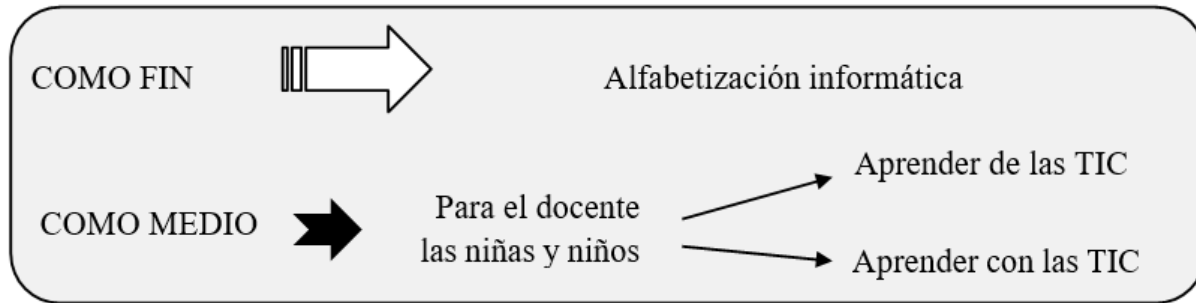 COMO FIN
Alfabetización informática
COMO MEDIO
Para el docente
las niñas y niños
Aprender de las TIC
Aprender con las TIC